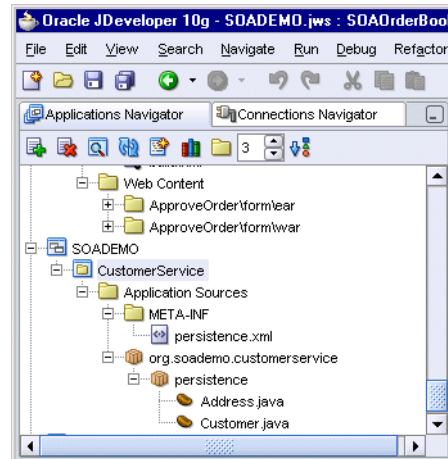 Oracle JDeveloper 10g - SOADEMO.jws : SOAOrderBoo
File Edit View Search Navigate Run Debug Refactor
Applications Navigator Connections Navigator
3
Web Content
ApproveOrder\form\ear
ApproveOrder\form\war
SOADEMO
CustomerService
Application Sources
META-INF
persistence.xml
org.soademo.customerservice
persistence
Address.java
Customer.java